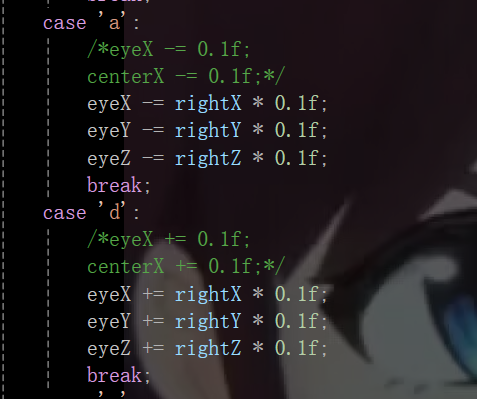 break;
case 'a':
/*eyeX -= 0.1f;
centerX -= 0.1f;*/
eyeX -= rightX * 0.1f;
eyeY -= rightY * 0.1f;
eyeZ -= rightZ * 0.1f;
break;
case 'd':
/*eyeX += 0.1f;
centerX += 0.1f;*/
eyeX += rightX * 0.1f;
eyeY += rightY * 0.1f;
eyeZ += rightZ * 0.1f;
break;